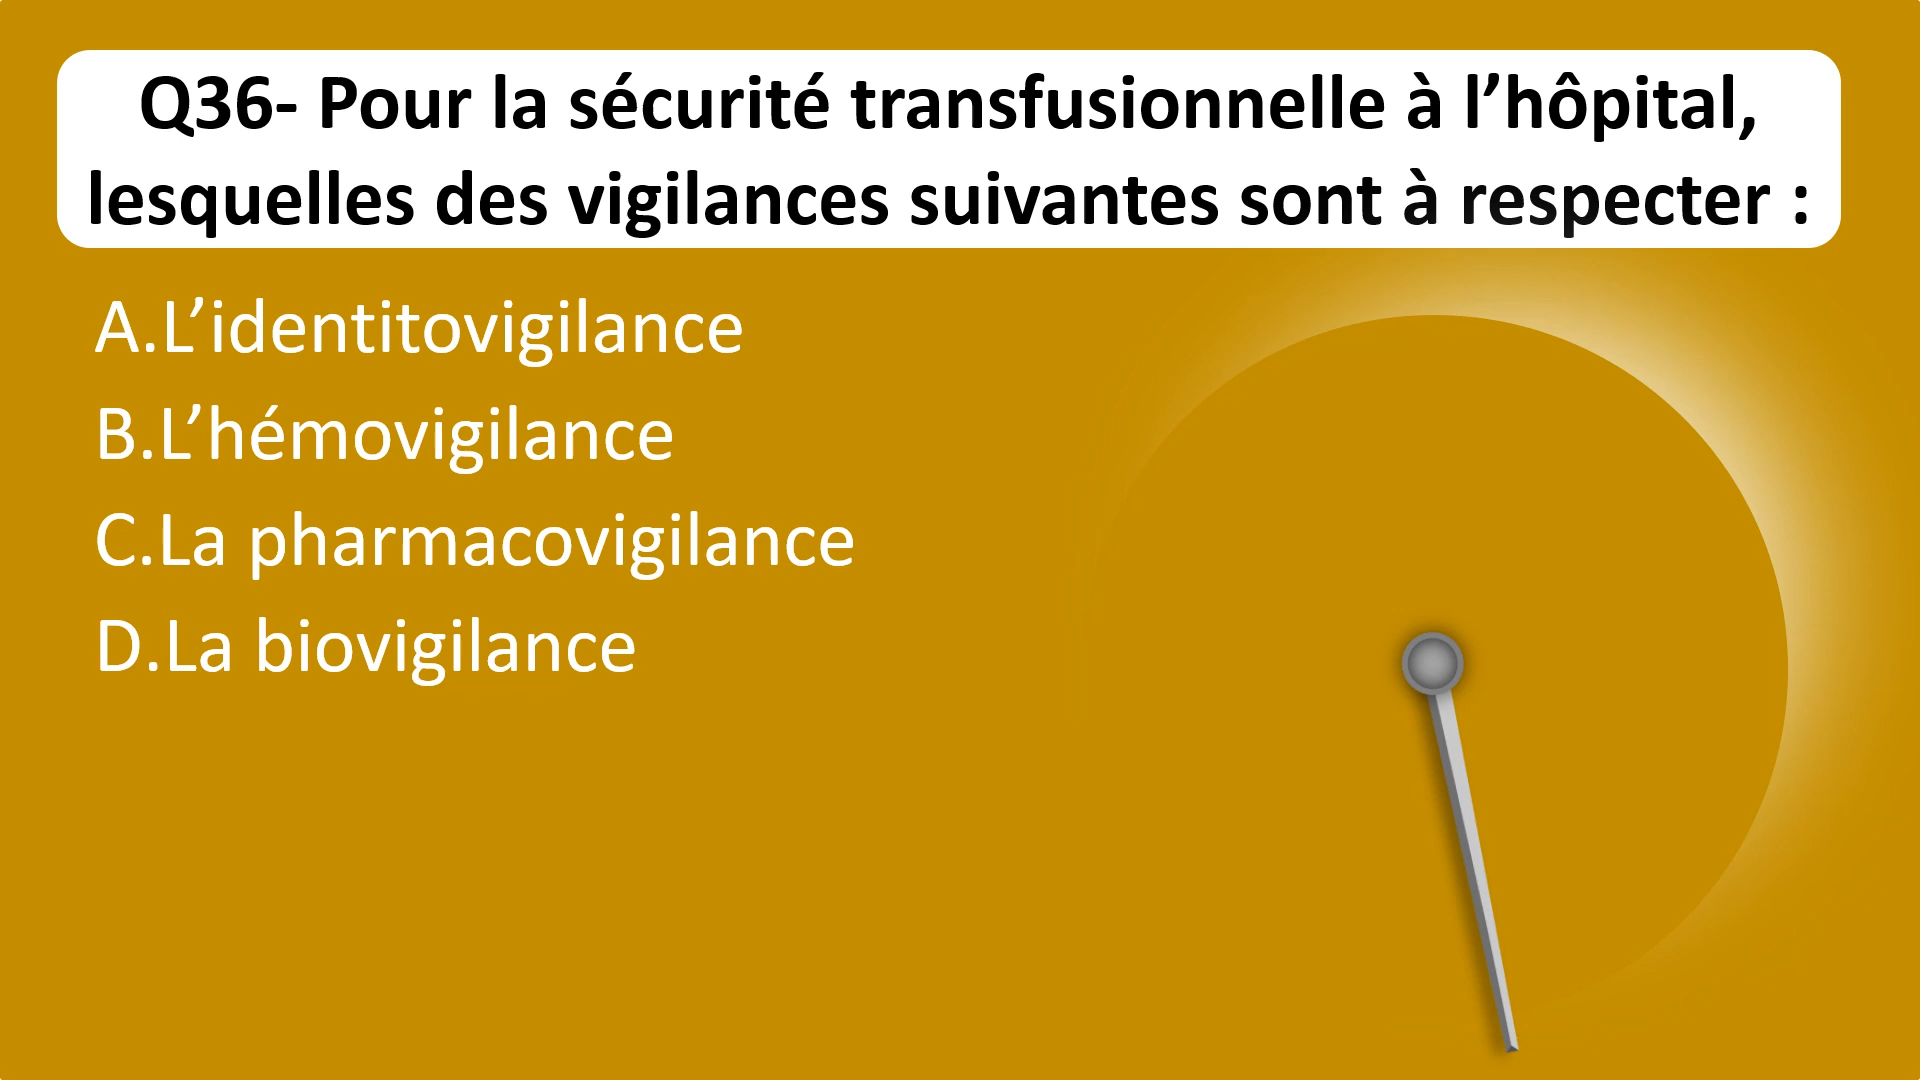 Q36- Pour la sécurité transfusionnelle à l’hôpital,
lesquelles des vigilances suivantes sont à respecter :
A.L’identitovigilance
B.L’hémovigilance
C.La pharmacovigilance
D.La biovigilance